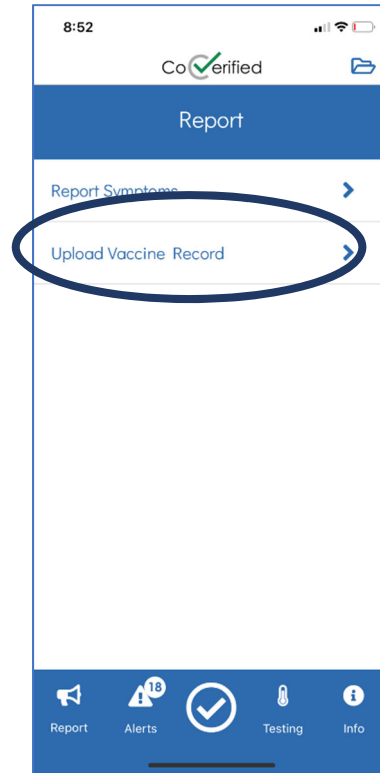 8:52
CoVerified
Report
Report Symptoms
Upload Vaccine Record
18
Report Alerts Testing Info